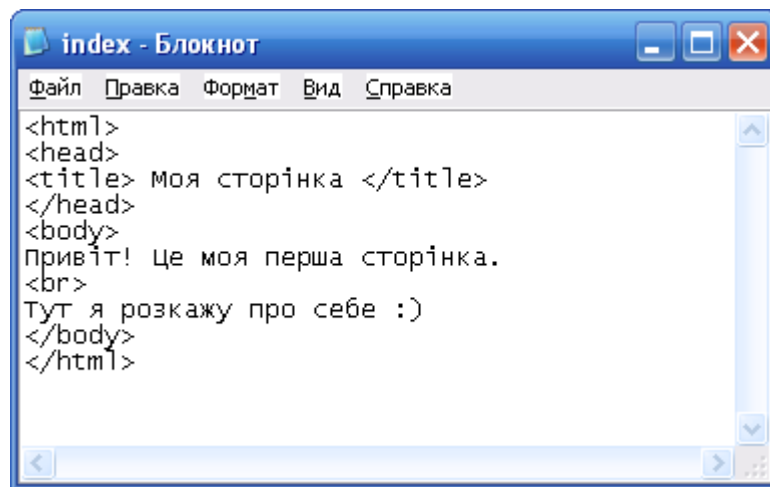 index - Блокнот
Файл Правка Формат Вид Справка
<html>
<head>
<title> Моя сторінка </title>
</head>
<body>
Привіт! Це моя перша сторінка.
<br>
Тут я розкажу про себе :)
</body>
</html>